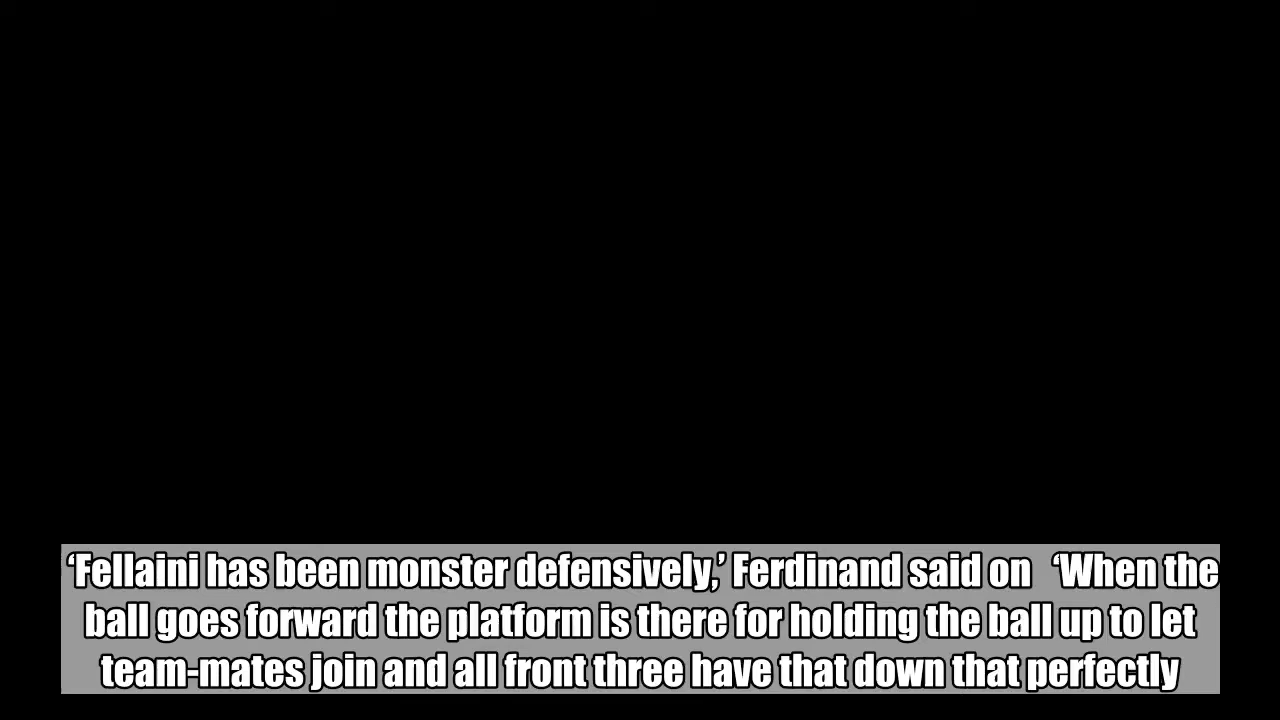 ‘Fellaini has been monster defensively,’ Ferdinand said on ‘When the
ball goes forward the platform is there for holding the ball up to let
team-mates join and all front three have that down that perfectly